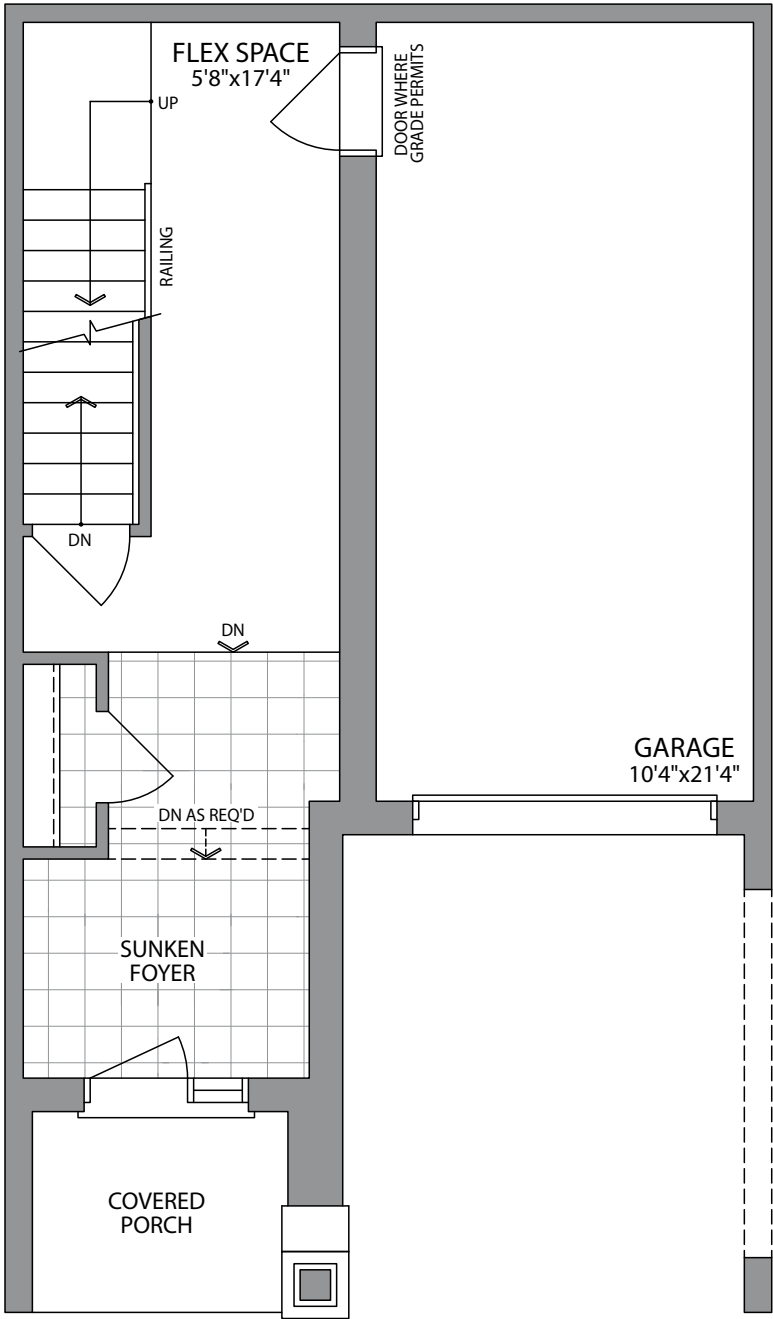 FLEX SPACE
5'8"x17'4"
UP
DOOR WHERE
GRADE PERMITS
RAILING
DN
DN
GARAGE
10'4"x21'4"
DN AS REQ'D
SUNKEN
FOYER
COVERED
PORCH